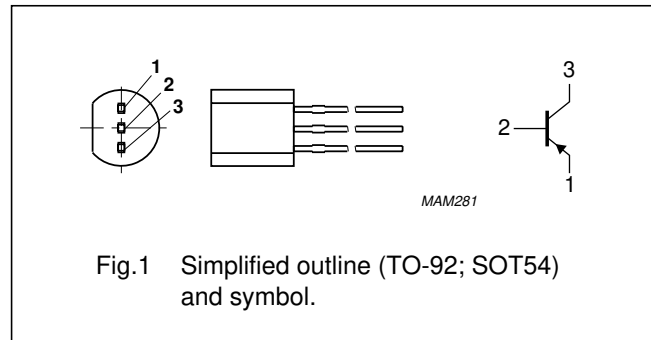 1
2
3
3
2
1
MAM281
Fig.1 Simplified outline (TO-92; SOT54)
and symbol.